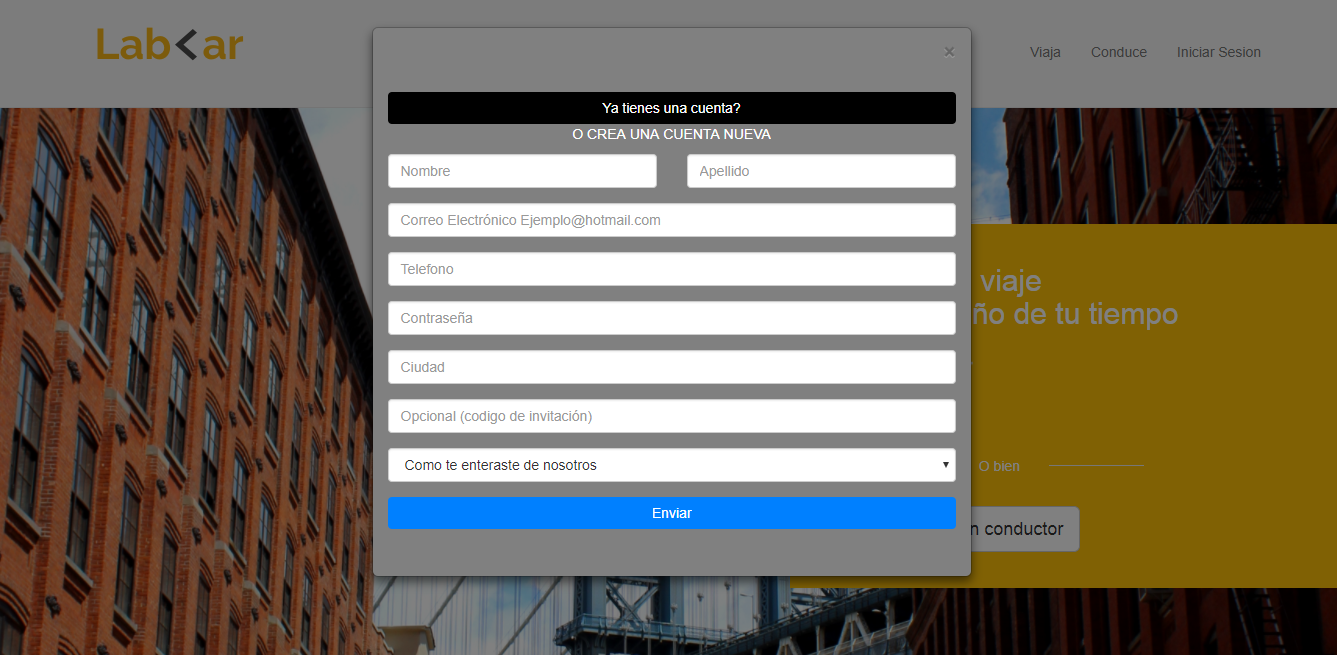 Lab<ar
Viaja
Conduce
Iniciar Sesion
×
Ya tienes una cuenta?
O CREA UNA CUENTA NUEVA
Nombre
Apellido
Correo Electrónico Ejemplo@hotmail.com
Telefono
Contraseña
Ciudad
Opcional (codigo de invitación)
Como te enteraste de nosotros
Enviar
viaje
ño de tu tiempo
O bien
n conductor